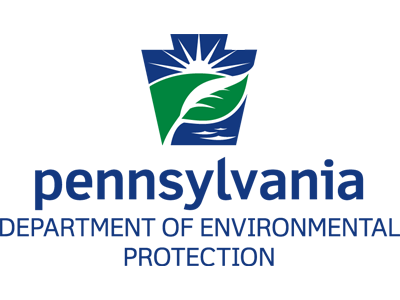 pennsylvania
DEPARTMENT OF ENVIRONMENTAL
PROTECTION